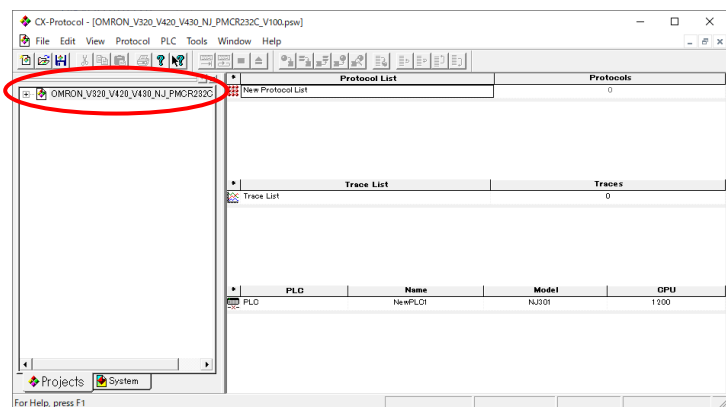 CX-Protocol - [OMRON_V320_V420_V430_NJ_PMCR232C_V100.psw]
File Edit View Protocol PLC Tools Window Help
* Protocol List Protocols
OMRON_V320_V420_V430_NJ_PMCR232C
New Protocol List 0
* Trace List Traces
Trace List 0
* PLC Name Model CPU
PLC NewPLC1 NJ301 1200
Projects System
For Help, press F1